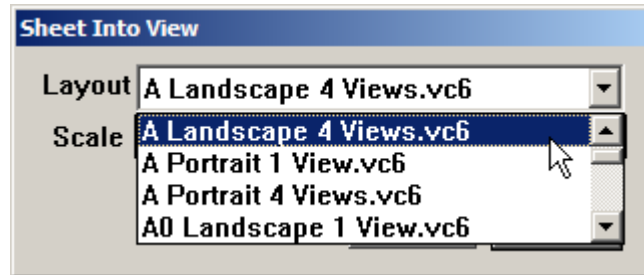 Sheet Into View
Layout A Landscape 4 Views.vc6
Scale A Landscape 4 Views.vc6
A Portrait 1 View.vc6
A Portrait 4 Views.vc6
A0 Landscape 1 View.vc6